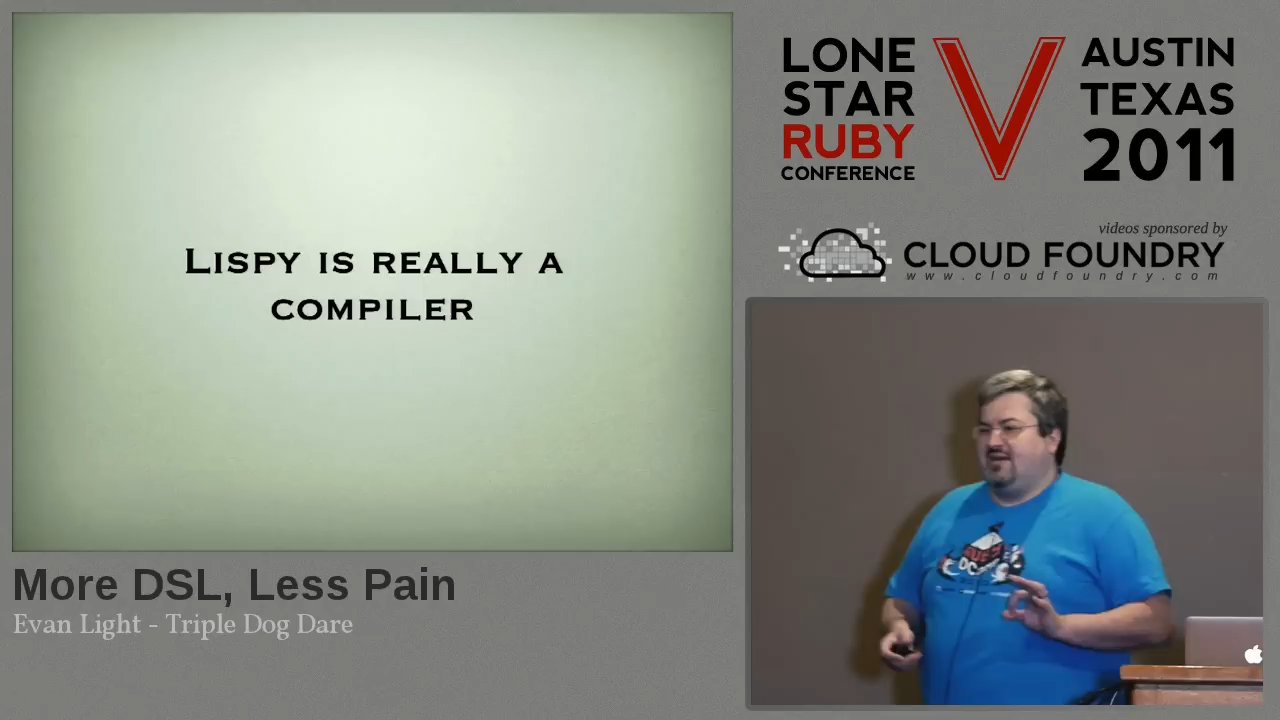 LISPY IS REALLY A
COMPILER
More DSL, Less Pain
Evan Light - Triple Dog Dare
LONE
STAR
RUBY
CONFERENCE
V
AUSTIN
TEXAS
2011
videos sponsored by
CLOUD FOUNDRY
www.cloudfoundry.com